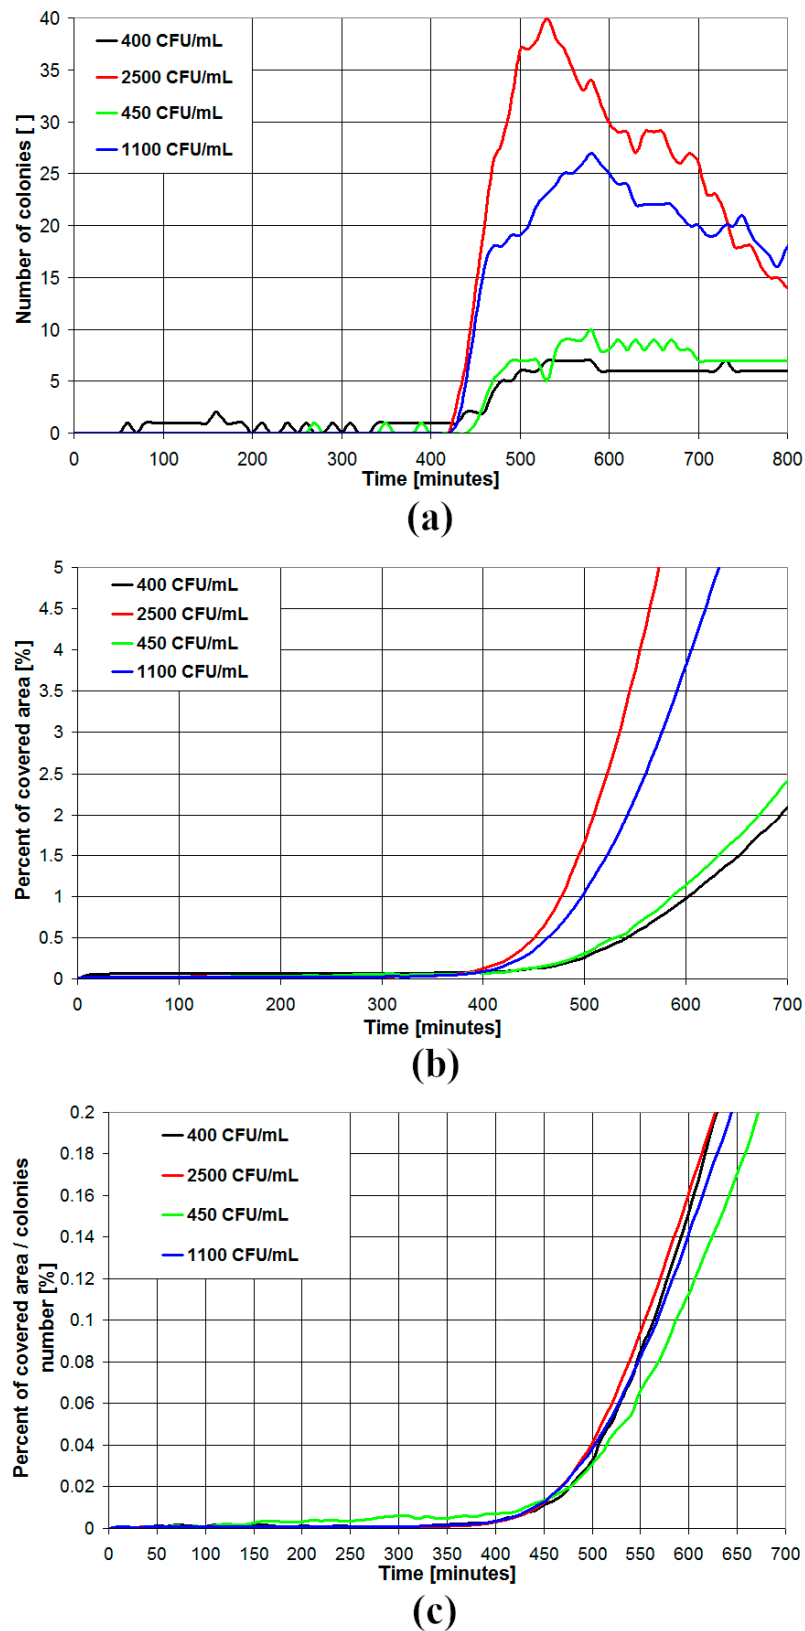 40
35
30
25
20
15
10
5
0
Number of colonies [ ]
400 CFU/mL
2500 CFU/mL
450 CFU/mL
1100 CFU/mL
0 100 200 300 400 500 600 700 800
Time [minutes]
(a)
5
4.5
4
3.5
3
2.5
2
1.5
1
0.5
0
Percent of covered area [%]
400 CFU/mL
2500 CFU/mL
450 CFU/mL
1100 CFU/mL
0 100 200 300 400 500 600 700
Time [minutes]
(b)
0.2
0.18
0.16
0.14
0.12
0.1
0.08
0.06
0.04
0.02
0
Percent of covered area / colonies
number [%]
400 CFU/mL
2500 CFU/mL
450 CFU/mL
1100 CFU/mL
0 50 100 150 200 250 300 350 400 450 500 550 600 650 700
Time [minutes]
(c)